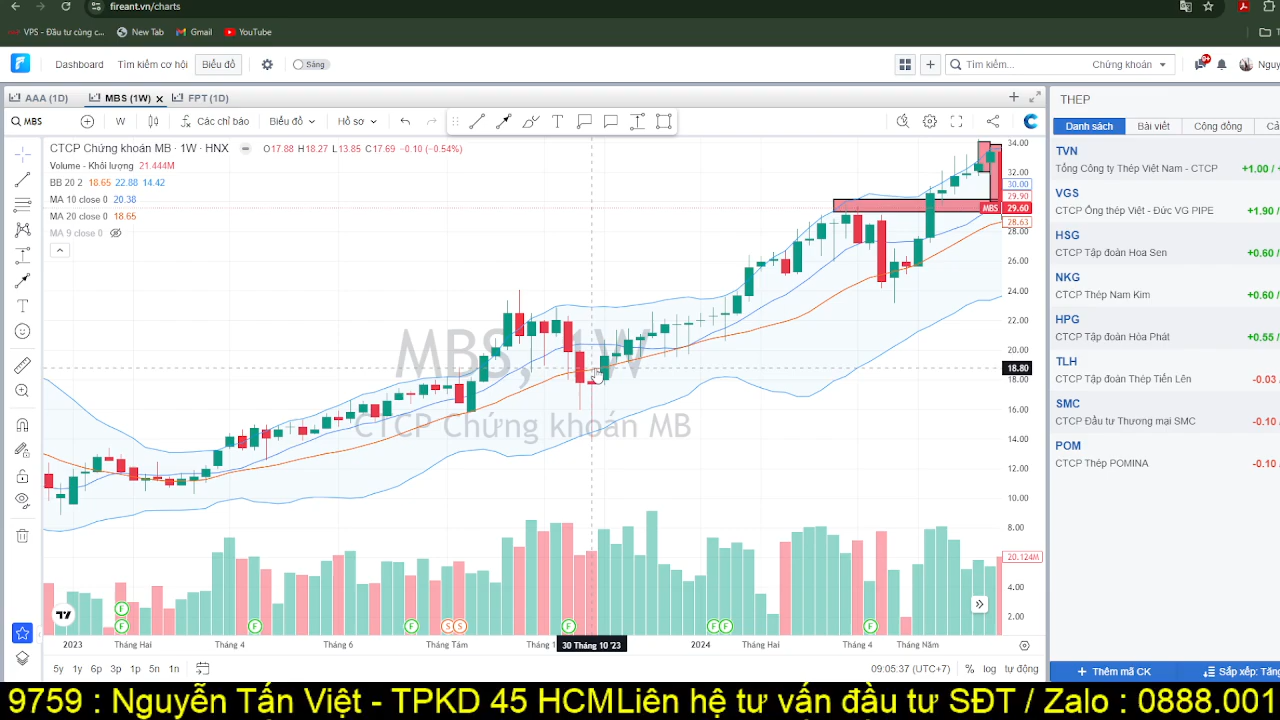 fireant.vn/charts
VPS - Đầu tư cùng c...
New Tab
Gmail
YouTube
Dashboard
Tìm kiếm cơ hội
Biểu đồ
Sáng
Tìm kiếm...
Chứng khoán
9+
AAA (1D)
MBS (1W)
FPT (1D)
MBS
W
Các chỉ báo
Biểu đồ
Hồ sơ
CTCP Chứng khoán MB · 1W · HNX
O17.88 H18.27 L13.85 C17.69 -0.10 (-0.54%)
Volume - Khối lượng 21.444M
BB 20 2 18.65 22.88 14.42
MA 10 close 0 20.38
MA 20 close 0 18.65
MA 9 close 0
MBS, 1W
CTCP Chứng khoán MB
34.00
32.00
30.00
29.90
MBS 29.60
28.63
28.00
26.00
24.00
22.00
20.00
18.80
18.00
16.00
14.00
12.00
10.00
8.00
20.124M
4.00
2.00
2023
Tháng Hai
Tháng 4
Tháng 6
Tháng Tám
Tháng 1
30 Tháng 10 '23
2024
Tháng Hai
Tháng 4
Tháng Năm
5y 1y 6p 3p 1p 5n 1n
09:05:37 (UTC+7)
% log tự động
THEP
Danh sách
Bài viết
Cộng đồng
TVN
Tổng Công ty Thép Việt Nam - CTCP +1.00
VGS
CTCP Ống thép Việt - Đức VG PIPE +1.90
HSG
CTCP Tập đoàn Hoa Sen +0.60
NKG
CTCP Thép Nam Kim +0.60
HPG
CTCP Tập đoàn Hòa Phát +0.55
TLH
CTCP Tập đoàn Thép Tiến Lên -0.03
SMC
CTCP Đầu tư Thương mại SMC -0.10
POM
CTCP Thép POMINA -0.10
Thêm mã CK
Sắp xếp: Tăng
9759 : Nguyễn Tấn Việt - TPKD 45 HCMLiên hệ tư vấn đầu tư SĐT / Zalo : 0888.001